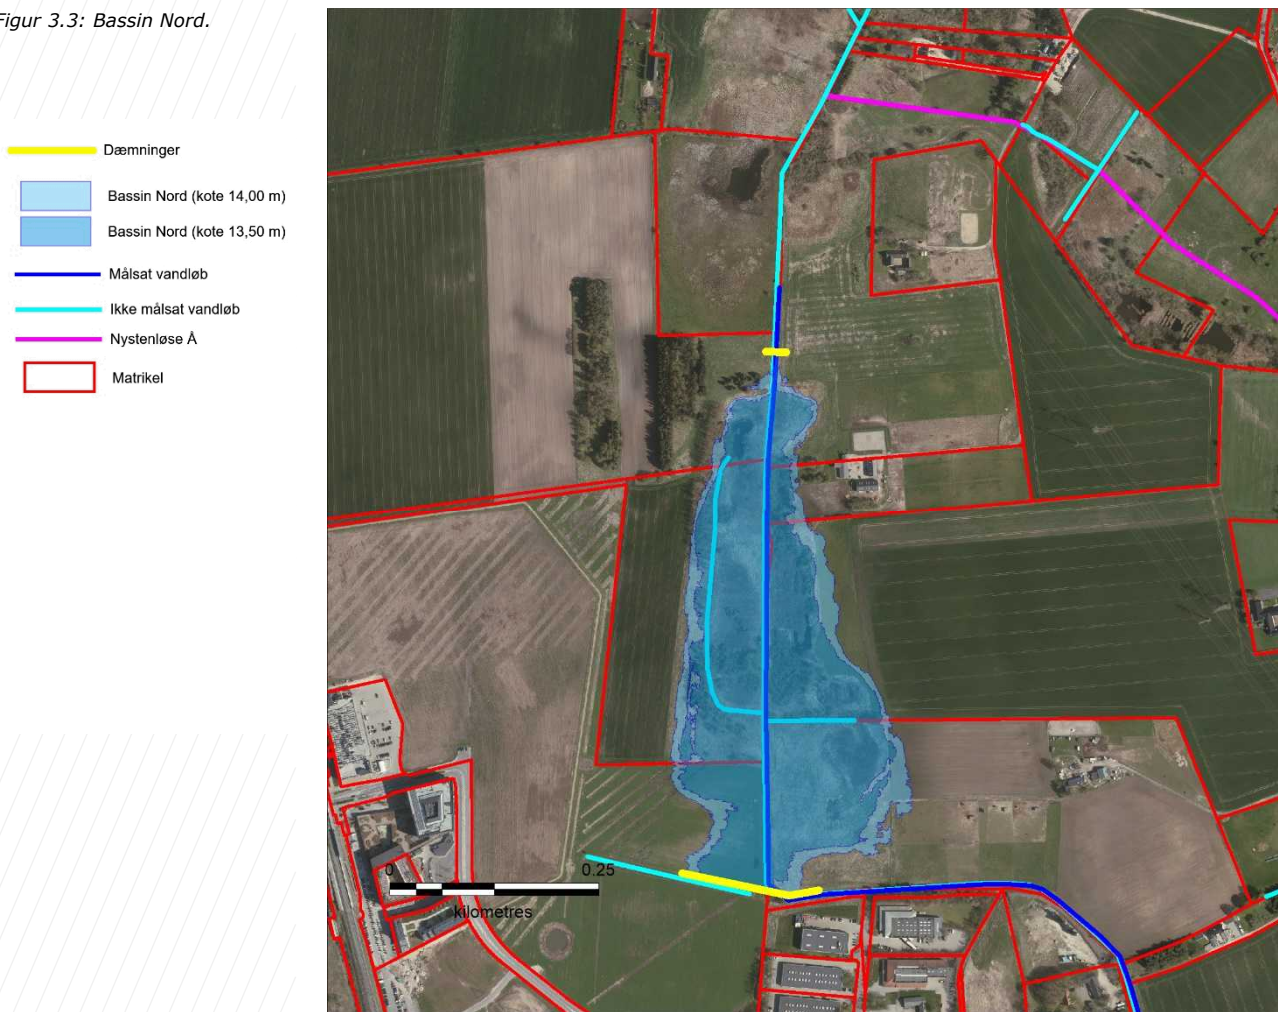 Figur 3.3: Bassin Nord.
Dæmninger
Bassin Nord (kote 14,00 m)
Bassin Nord (kote 13,50 m)
Målsat vandløb
Ikke målsat vandløb
Nystenløse Å
Matrikel
0 0.25
kilometres